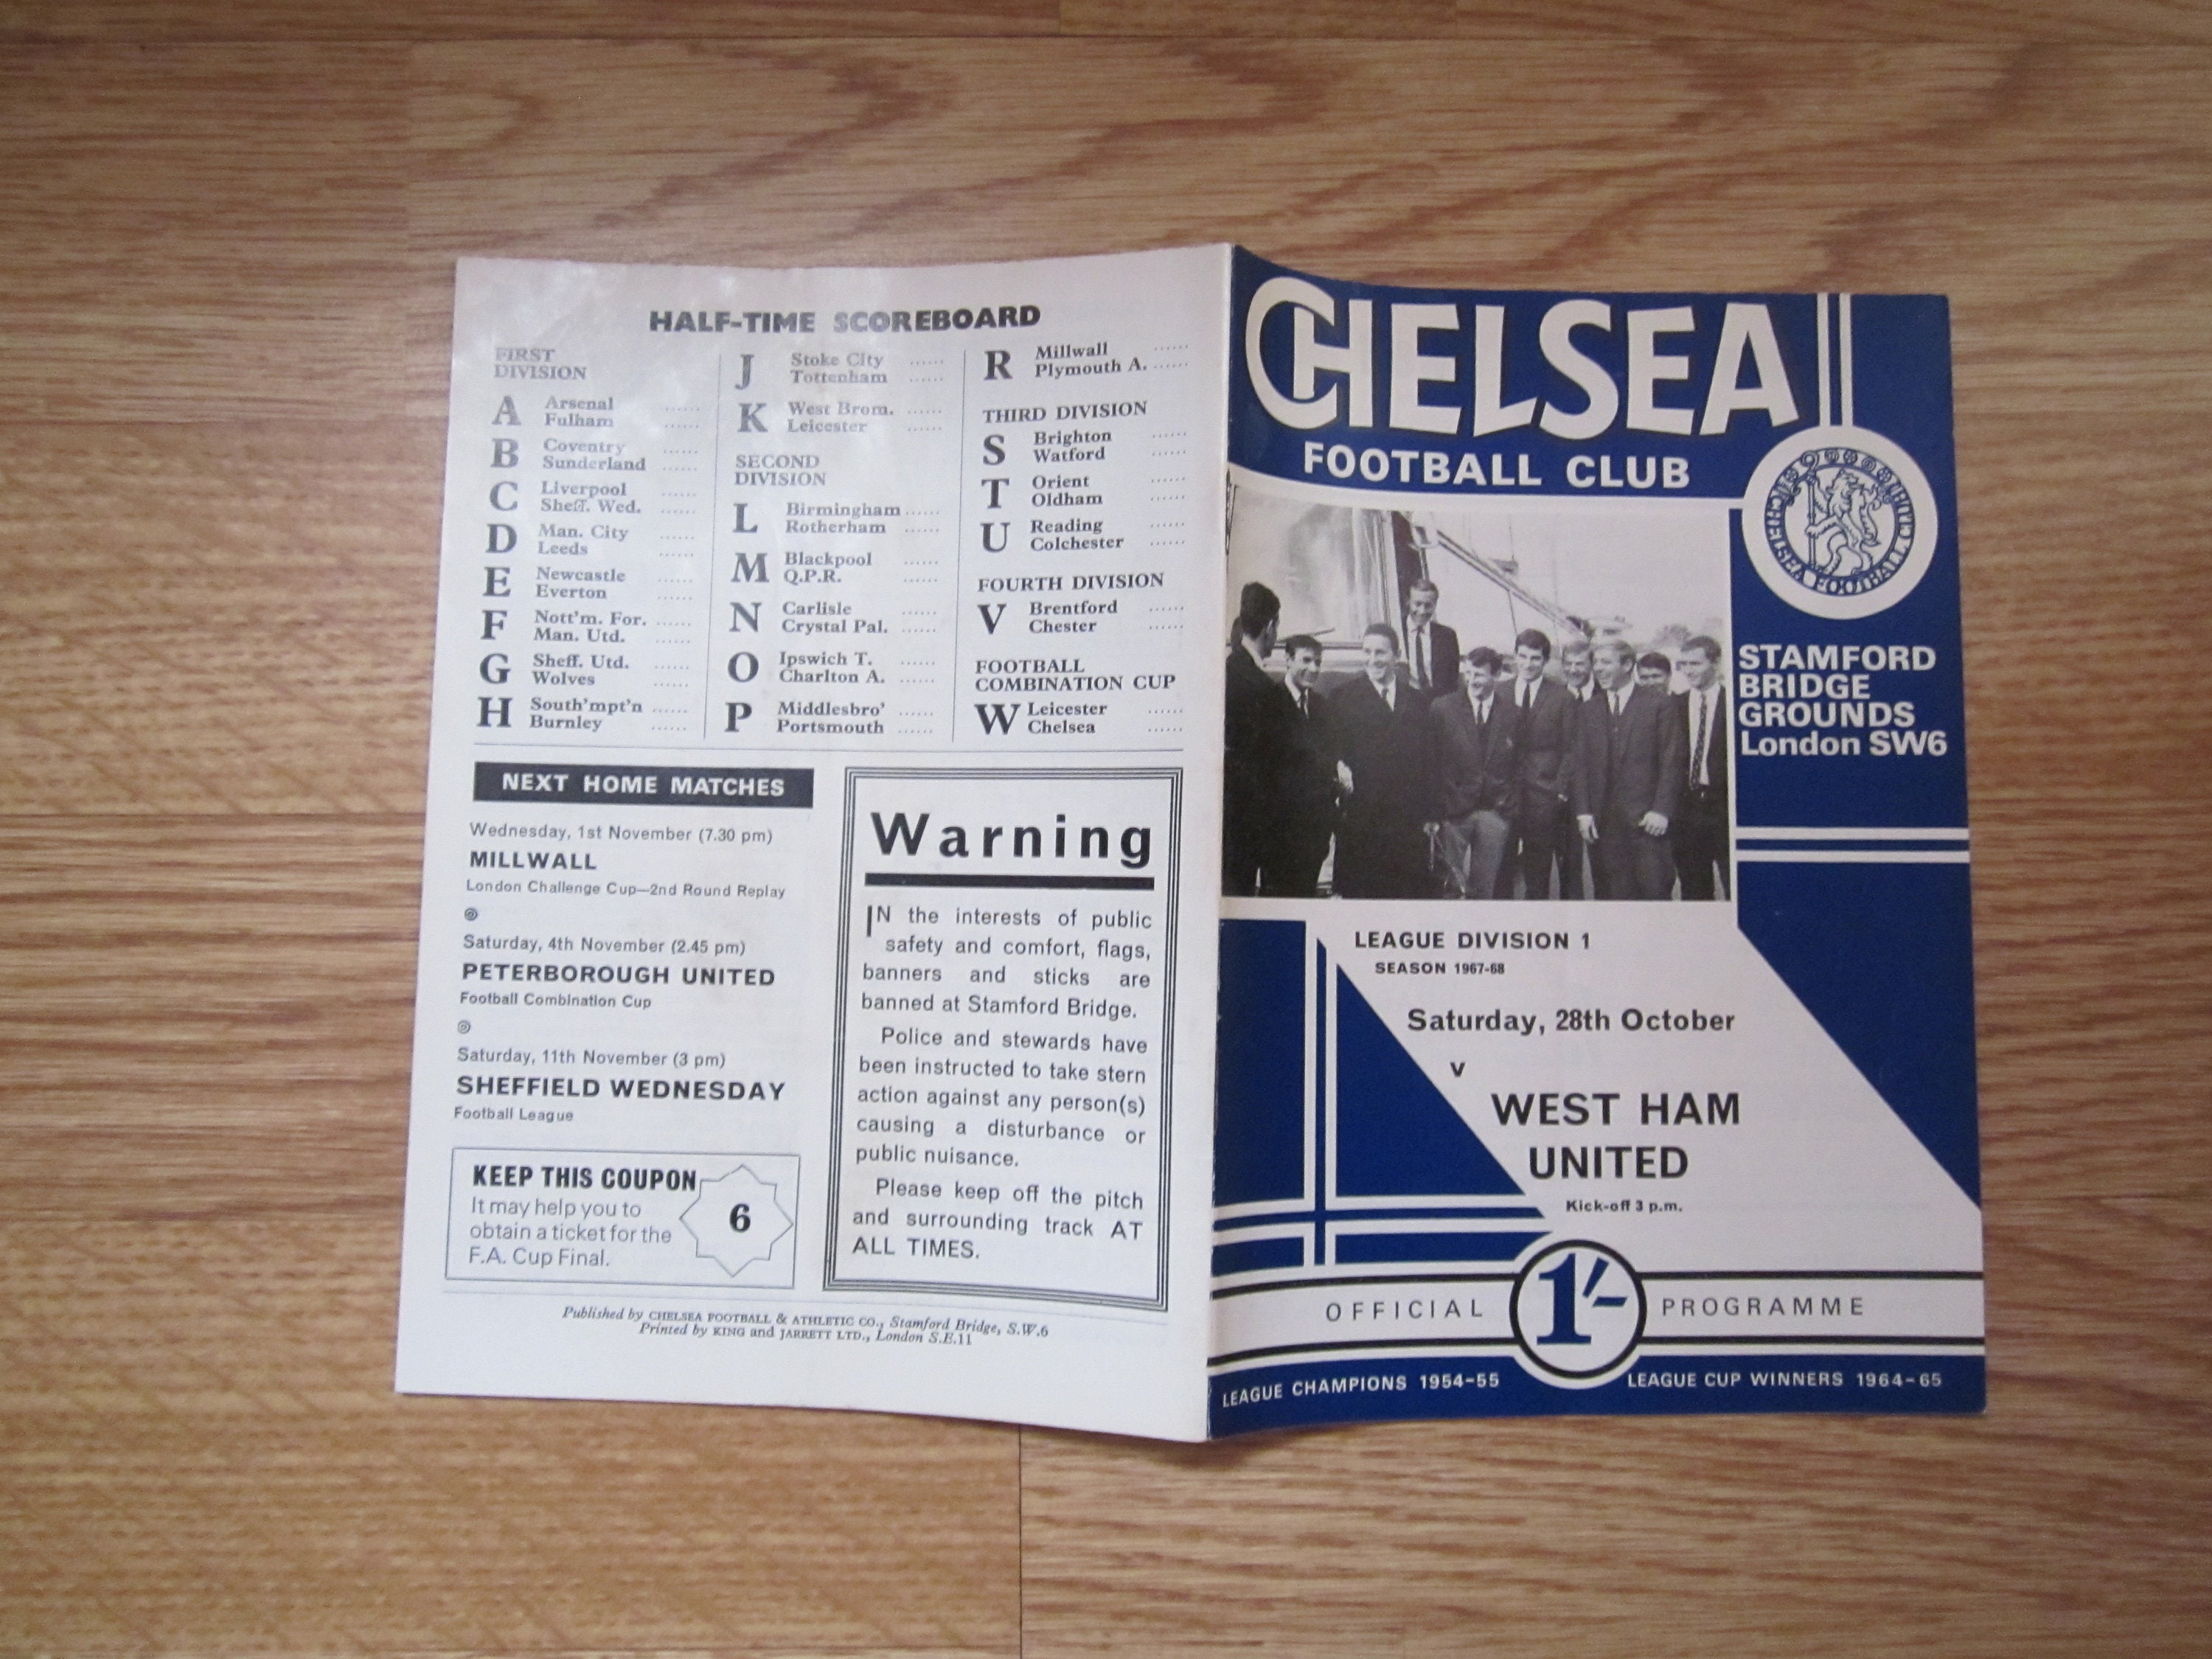 HALF-TIME SCOREBOARD
FIRST
DIVISION
A Arsenal ......
Fulham ......
B Coventry ......
Sunderland ......
C Liverpool ......
Sheff. Wed. ......
D Man. City ......
Leeds ......
E Newcastle ......
Everton ......
F Nott'm. For. ......
Man. Utd. ......
G Sheff. Utd. ......
Wolves ......
H South'mpt'n ......
Burnley ......
J Stoke City ......
Tottenham ......
K West Brom. ......
Leicester ......
SECOND
DIVISION
L Birmingham ......
Rotherham ......
M Blackpool ......
Q.P.R. ......
N Carlisle ......
Crystal Pal. ......
O Ipswich T. ......
Charlton A. ......
P Middlesbro' ......
Portsmouth ......
R Millwall ......
Plymouth A. ......
THIRD DIVISION
S Brighton ......
Watford ......
T Orient ......
Oldham ......
U Reading ......
Colchester ......
FOURTH DIVISION
V Brentford ......
Chester ......
FOOTBALL
COMBINATION CUP
W Leicester ......
Chelsea ......
NEXT HOME MATCHES
Wednesday, 1st November (7.30 pm)
MILLWALL
London Challenge Cup—2nd Round Replay
Saturday, 4th November (2.45 pm)
PETERBOROUGH UNITED
Football Combination Cup
Saturday, 11th November (3 pm)
SHEFFIELD WEDNESDAY
Football League
KEEP THIS COUPON
It may help you to
obtain a ticket for the
F.A. Cup Final.
6
Warning
IN the interests of public
safety and comfort, flags,
banners and sticks are
banned at Stamford Bridge.
Police and stewards have
been instructed to take stern
action against any person(s)
causing a disturbance or
public nuisance.
Please keep off the pitch
and surrounding track AT
ALL TIMES.
Published by CHELSEA FOOTBALL & ATHLETIC CO., Stamford Bridge, S.W.6
Printed by KING and JARRETT LTD., London S.E.11
CHELSEA
FOOTBALL CLUB
CHELSEA FOOTBALL CLUB
STAMFORD
BRIDGE
GROUNDS
London SW6
LEAGUE DIVISION 1
SEASON 1967-68
Saturday, 28th October
v
WEST HAM
UNITED
Kick-off 3 p.m.
OFFICIAL 1/- PROGRAMME
LEAGUE CHAMPIONS 1954-55
LEAGUE CUP WINNERS 1964-65